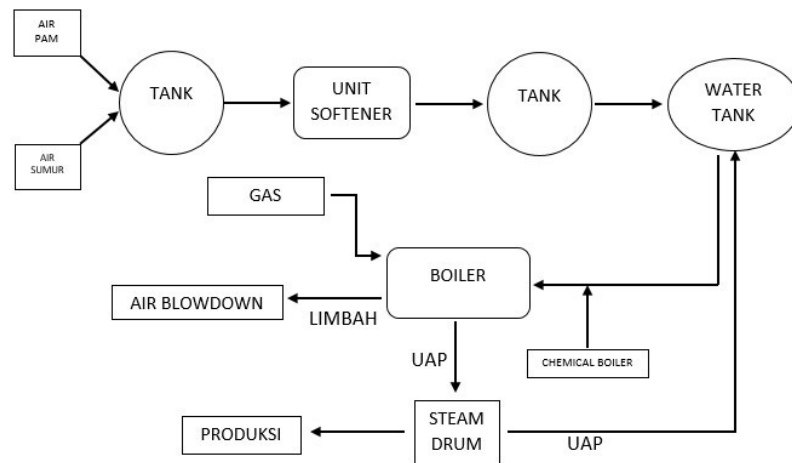 AIR
PAM
TANK
UNIT
SOFTENER
TANK
WATER
TANK
AIR
SUMUR
GAS
BOILER
AIR BLOWDOWN
LIMBAH
UAP
CHEMICAL BOILER
PRODUKSI
STEAM
DRUM
UAP